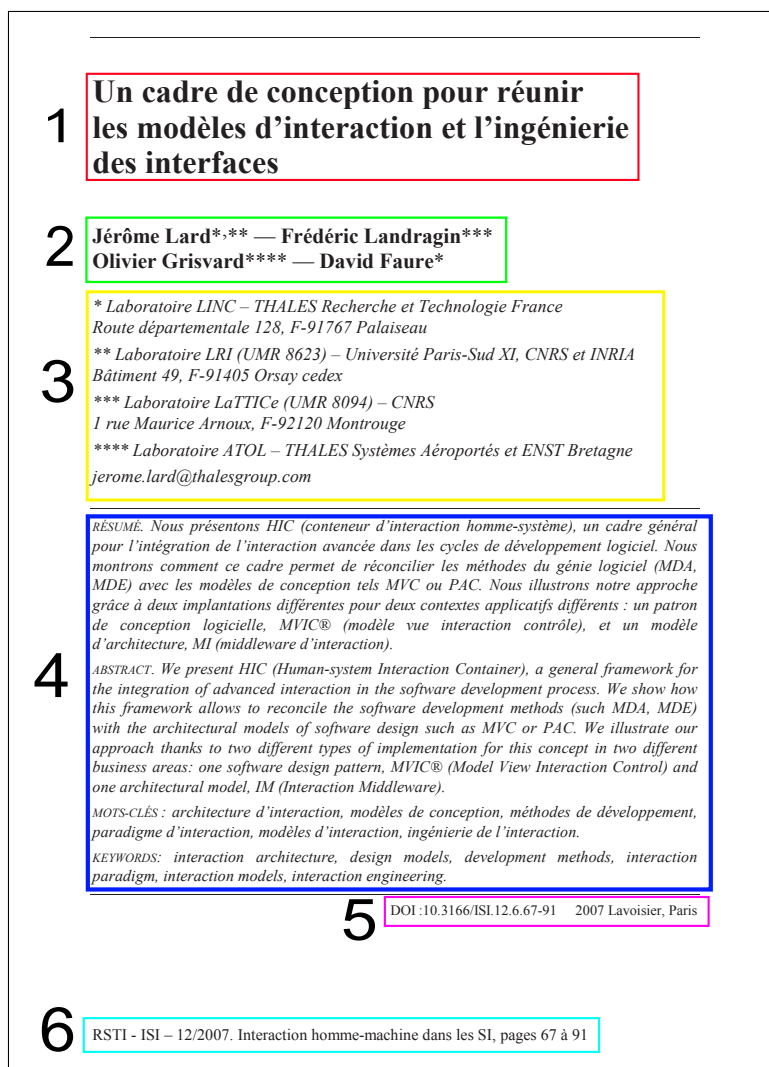 1
Un cadre de conception pour réunir
les modèles d'interaction et l'ingénierie
des interfaces
2
Jérôme Lard*,** — Frédéric Landragin***
Olivier Grisvard**** — David Faure*
3
* Laboratoire LINC – THALES Recherche et Technologie France
Route départementale 128, F-91767 Palaiseau
** Laboratoire LRI (UMR 8623) – Université Paris-Sud XI, CNRS et INRIA
Bâtiment 49, F-91405 Orsay cedex
*** Laboratoire LaTTICe (UMR 8094) – CNRS
1 rue Maurice Arnoux, F-92120 Montrouge
**** Laboratoire ATOL – THALES Systèmes Aéroportés et ENST Bretagne
jerome.lard@thalesgroup.com
4
RÉSUMÉ. Nous présentons HIC (conteneur d'interaction homme-système), un cadre général
pour l'intégration de l'interaction avancée dans les cycles de développement logiciel. Nous
montrons comment ce cadre permet de réconcilier les méthodes du génie logiciel (MDA,
MDE) avec les modèles de conception tels MVC ou PAC. Nous illustrons notre approche
grâce à deux implantations différentes pour deux contextes applicatifs différents : un patron
de conception logicielle, MVIC® (modèle vue interaction contrôle), et un modèle
d'architecture, MI (middleware d'interaction).
ABSTRACT. We present HIC (Human-system Interaction Container), a general framework for
the integration of advanced interaction in the software development process. We show how
this framework allows to reconcile the software development methods (such MDA, MDE)
with the architectural models of software design such as MVC or PAC. We illustrate our
approach thanks to two different types of implementation for this concept in two different
business areas: one software design pattern, MVIC® (Model View Interaction Control) and
one architectural model, IM (Interaction Middleware).
MOTS-CLÉS : architecture d'interaction, modèles de conception, méthodes de développement,
paradigme d'interaction, modèles d'interaction, ingénierie de l'interaction.
KEYWORDS: interaction architecture, design models, development methods, interaction
paradigm, interaction models, interaction engineering.
5
DOI :10.3166/ISI.12.6.67-91 2007 Lavoisier, Paris
6
RSTI - ISI – 12/2007. Interaction homme-machine dans les SI, pages 67 à 91